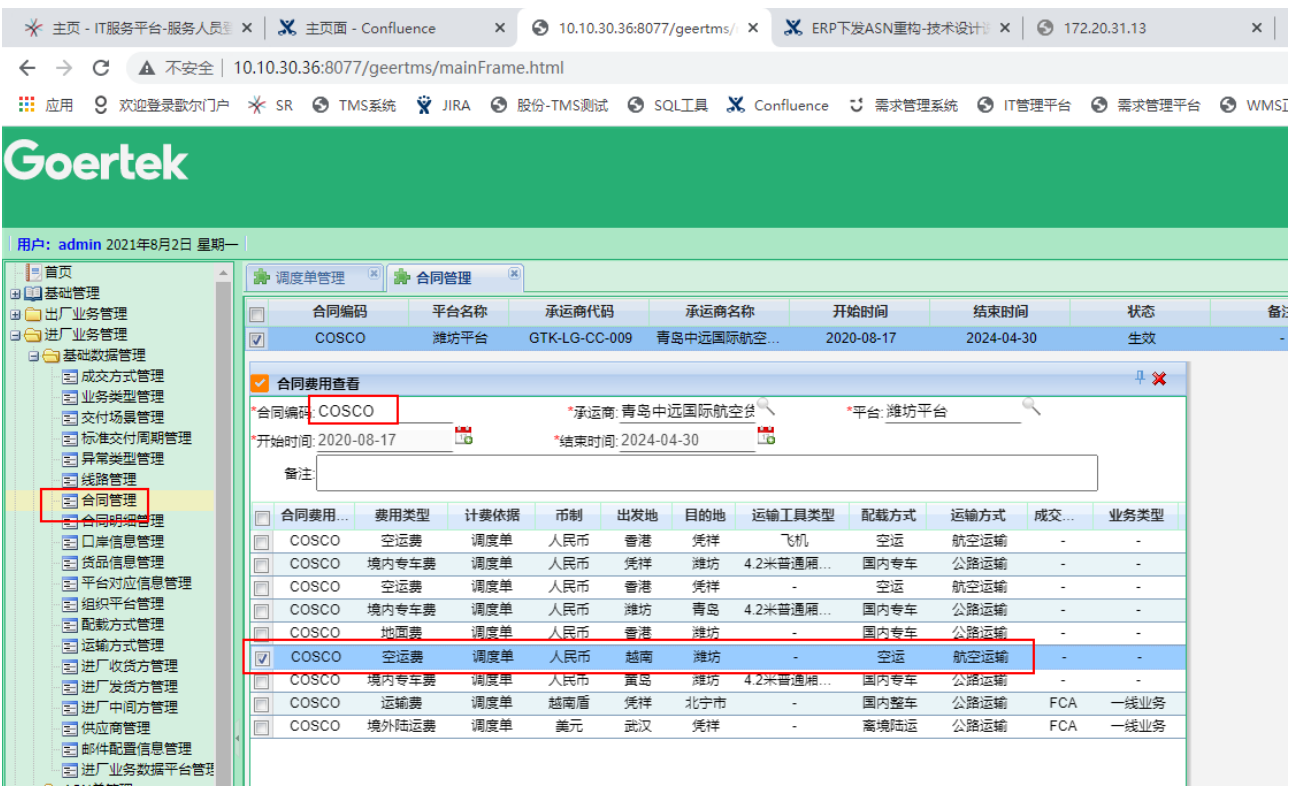 主页 - IT服务平台-服务人员 主页面 - Confluence 10.10.30.36:8077/geertms/ ERP下发ASN重构-技术设计 172.20.31.13
不安全 10.10.30.36:8077/geertms/mainFrame.html
应用 欢迎登录歌尔门户 SR TMS系统 JIRA 股份-TMS测试 SQL工具 Confluence 需求管理系统 IT管理平台 需求管理平台
Goertek
用户: admin 2021年8月2日 星期一
首页
基础管理
出厂业务管理
进厂业务管理
基础数据管理
成交方式管理
业务类型管理
交付场景管理
标准交付周期管理
异常类型管理
线路管理
合同管理
合同明细管理
口岸信息管理
货品信息管理
平台对应信息管理
组织平台管理
配载方式管理
运输方式管理
进厂收货方管理
进厂发货方管理
进厂中间方管理
供应商管理
邮件配置信息管理
进厂业务数据平台管理
调度单管理 合同管理
合同编码 平台名称 承运商代码 承运商名称 开始时间 结束时间 状态
COSCO 潍坊平台 GTK-LG-CC-009 青岛中远国际航空... 2020-08-17 2024-04-30 生效 -
合同费用查看
*合同编码: COSCO *承运商: 青岛中远国际航空货 *平台: 潍坊平台
*开始时间: 2020-08-17 *结束时间: 2024-04-30
备注:
合同费用... 费用类型 计费依据 币制 出发地 目的地 运输工具类型 配载方式 运输方式 成交... 业务类型
COSCO 空运费 调度单 人民币 香港 凭祥 飞机 空运 航空运输 - -
COSCO 境内专车费 调度单 人民币 凭祥 潍坊 4.2米普通厢... 国内专车 公路运输 - -
COSCO 空运费 调度单 人民币 香港 凭祥 - 空运 航空运输 - -
COSCO 境内专车费 调度单 人民币 潍坊 青岛 4.2米普通厢... 国内专车 公路运输 - -
COSCO 地面费 调度单 人民币 香港 潍坊 - 国内专车 公路运输 - -
COSCO 空运费 调度单 人民币 越南 潍坊 - 空运 航空运输 - -
COSCO 境内专车费 调度单 人民币 黄岛 潍坊 4.2米普通厢... 国内专车 公路运输 - -
COSCO 运输费 调度单 越南盾 凭祥 北宁市 - 国内整车 公路运输 FCA 一线业务
COSCO 境外陆运费 调度单 美元 武汉 凭祥 - 离境陆运 公路运输 FCA 一线业务